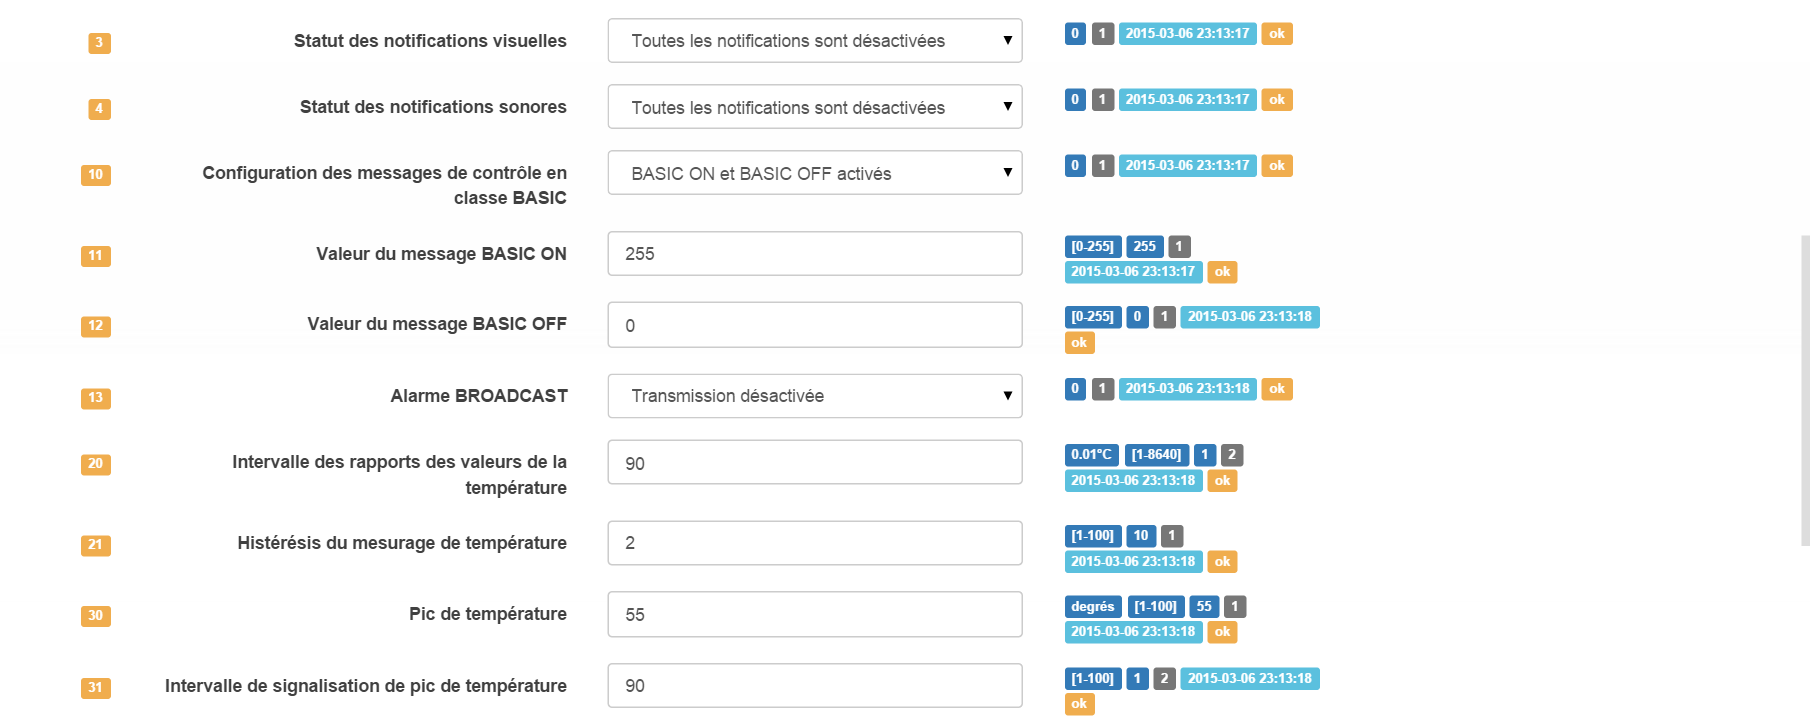 3 Statut des notifications visuelles Toutes les notifications sont désactivées ▼ 0 1 2015-03-06 23:13:17 ok
4 Statut des notifications sonores Toutes les notifications sont désactivées ▼ 0 1 2015-03-06 23:13:17 ok
10 Configuration des messages de contrôle en BASIC ON et BASIC OFF activés ▼ 0 1 2015-03-06 23:13:17 ok
classe BASIC
11 Valeur du message BASIC ON 255 [0-255] 255 1
2015-03-06 23:13:17 ok
12 Valeur du message BASIC OFF 0 [0-255] 0 1 2015-03-06 23:13:18
ok
13 Alarme BROADCAST Transmission désactivée ▼ 0 1 2015-03-06 23:13:18 ok
20 Intervalle des rapports des valeurs de la 90 0.01°C [1-8640] 1 2
température 2015-03-06 23:13:18 ok
21 Histérésis du mesurage de température 2 [1-100] 10 1
2015-03-06 23:13:18 ok
30 Pic de température 55 degrés [1-100] 55 1
2015-03-06 23:13:18 ok
31 Intervalle de signalisation de pic de température 90 [1-100] 1 2 2015-03-06 23:13:18
ok